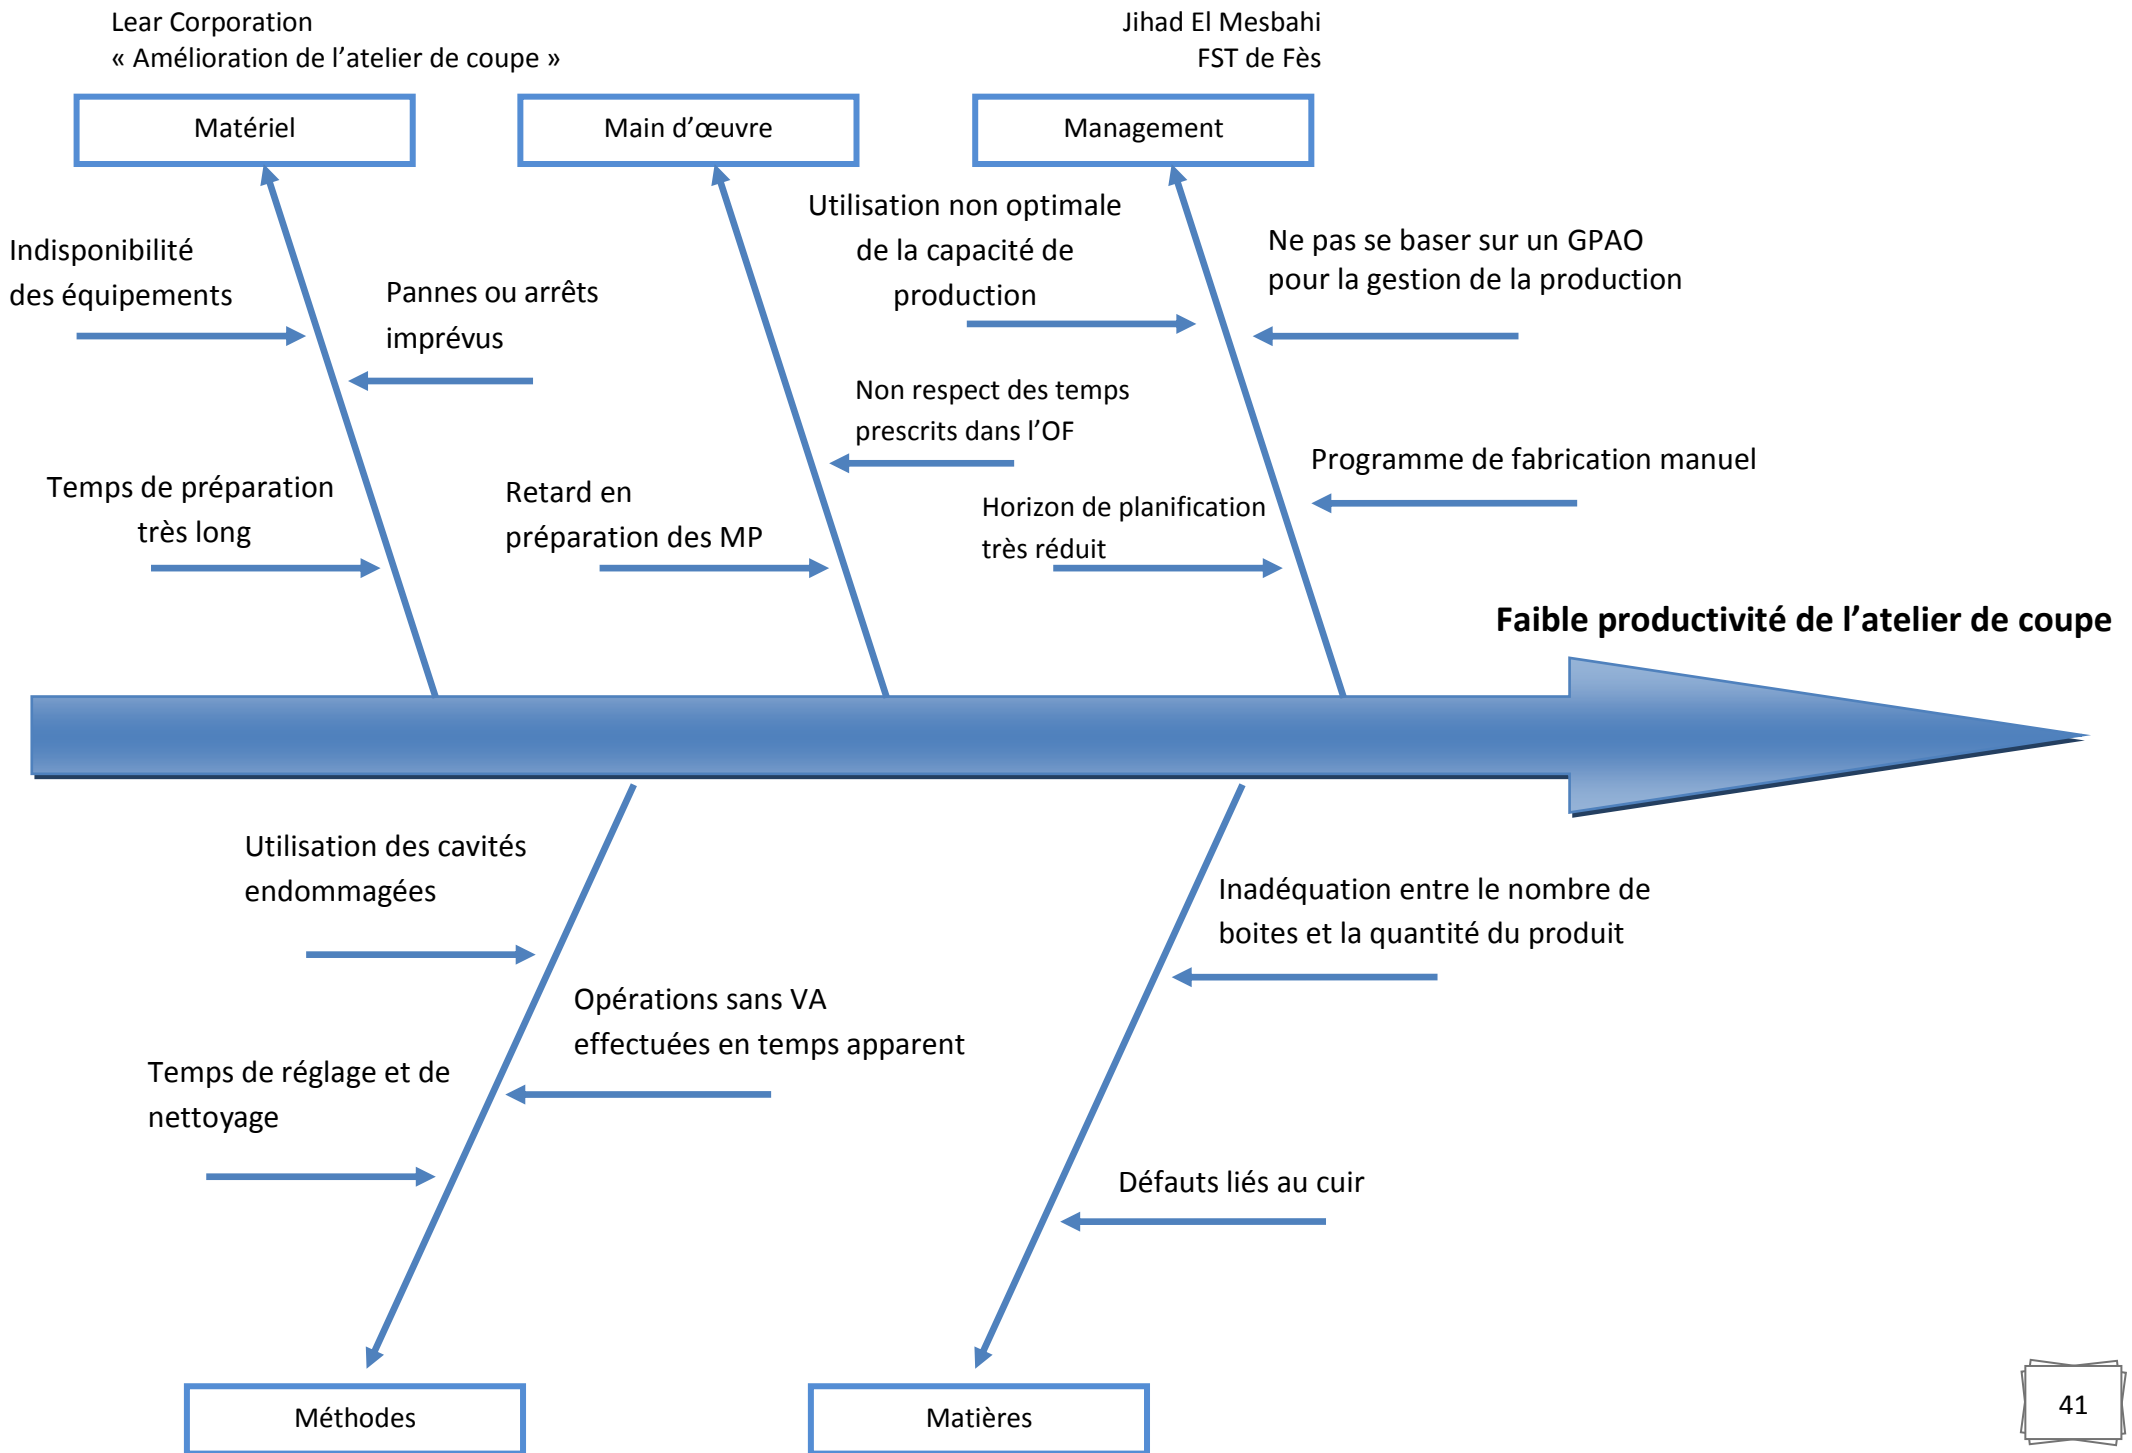 Lear Corporation
« Amélioration de l’atelier de coupe »
Jihad El Mesbahi
FST de Fès
Matériel
Main d’œuvre
Management
Indisponibilité
des équipements
Pannes ou arrêts
imprévus
Temps de préparation
très long
Utilisation non optimale
de la capacité de
production
Non respect des temps
prescrits dans l’OF
Retard en
préparation des MP
Ne pas se baser sur un GPAO
pour la gestion de la production
Programme de fabrication manuel
Horizon de planification
très réduit
Faible productivité de l’atelier de coupe
Utilisation des cavités
endommagées
Opérations sans VA
effectuées en temps apparent
Temps de réglage et de
nettoyage
Inadéquation entre le nombre de
boites et la quantité du produit
Défauts liés au cuir
Méthodes
Matières
41